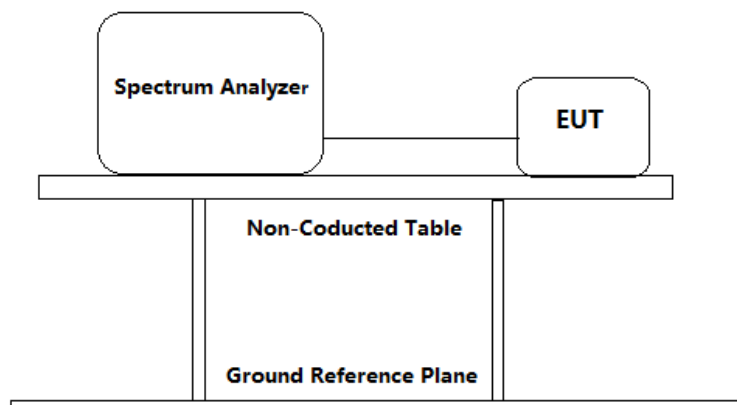 Spectrum Analyzer
EUT
Non-Coducted Table
Ground Reference Plane